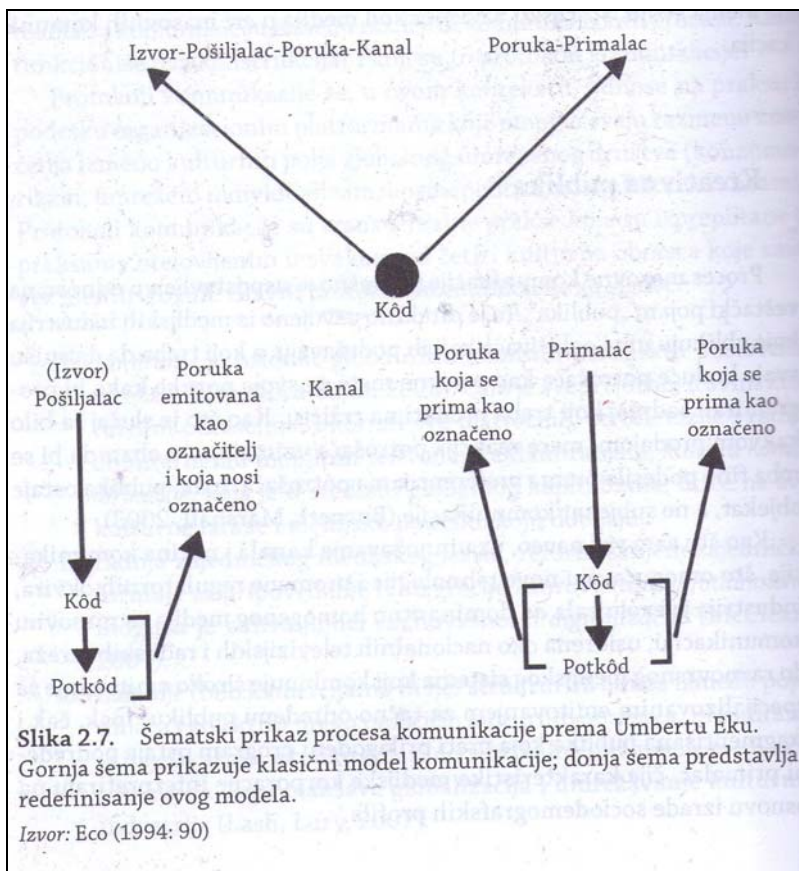 Izvor-Pošiljalac-Poruka-Kanal
Poruka-Primalac
Kôd
(Izvor)
Pošiljalac
Poruka
emitovana
kao
označitelj
i koja nosi
označeno
Kanal
Poruka
koja se
prima kao
označeno
Primalac
Poruka
koja se
prima kao
označeno
Kôd
Potkôd
Kôd
Potkôd
Slika 2.7. Šematski prikaz procesa komunikacije prema Umbertu Eku.
Gornja šema prikazuje klasični model komunikacije; donja šema predstavlja
redefinisanje ovog modela.
Izvor: Eco (1994: 90)